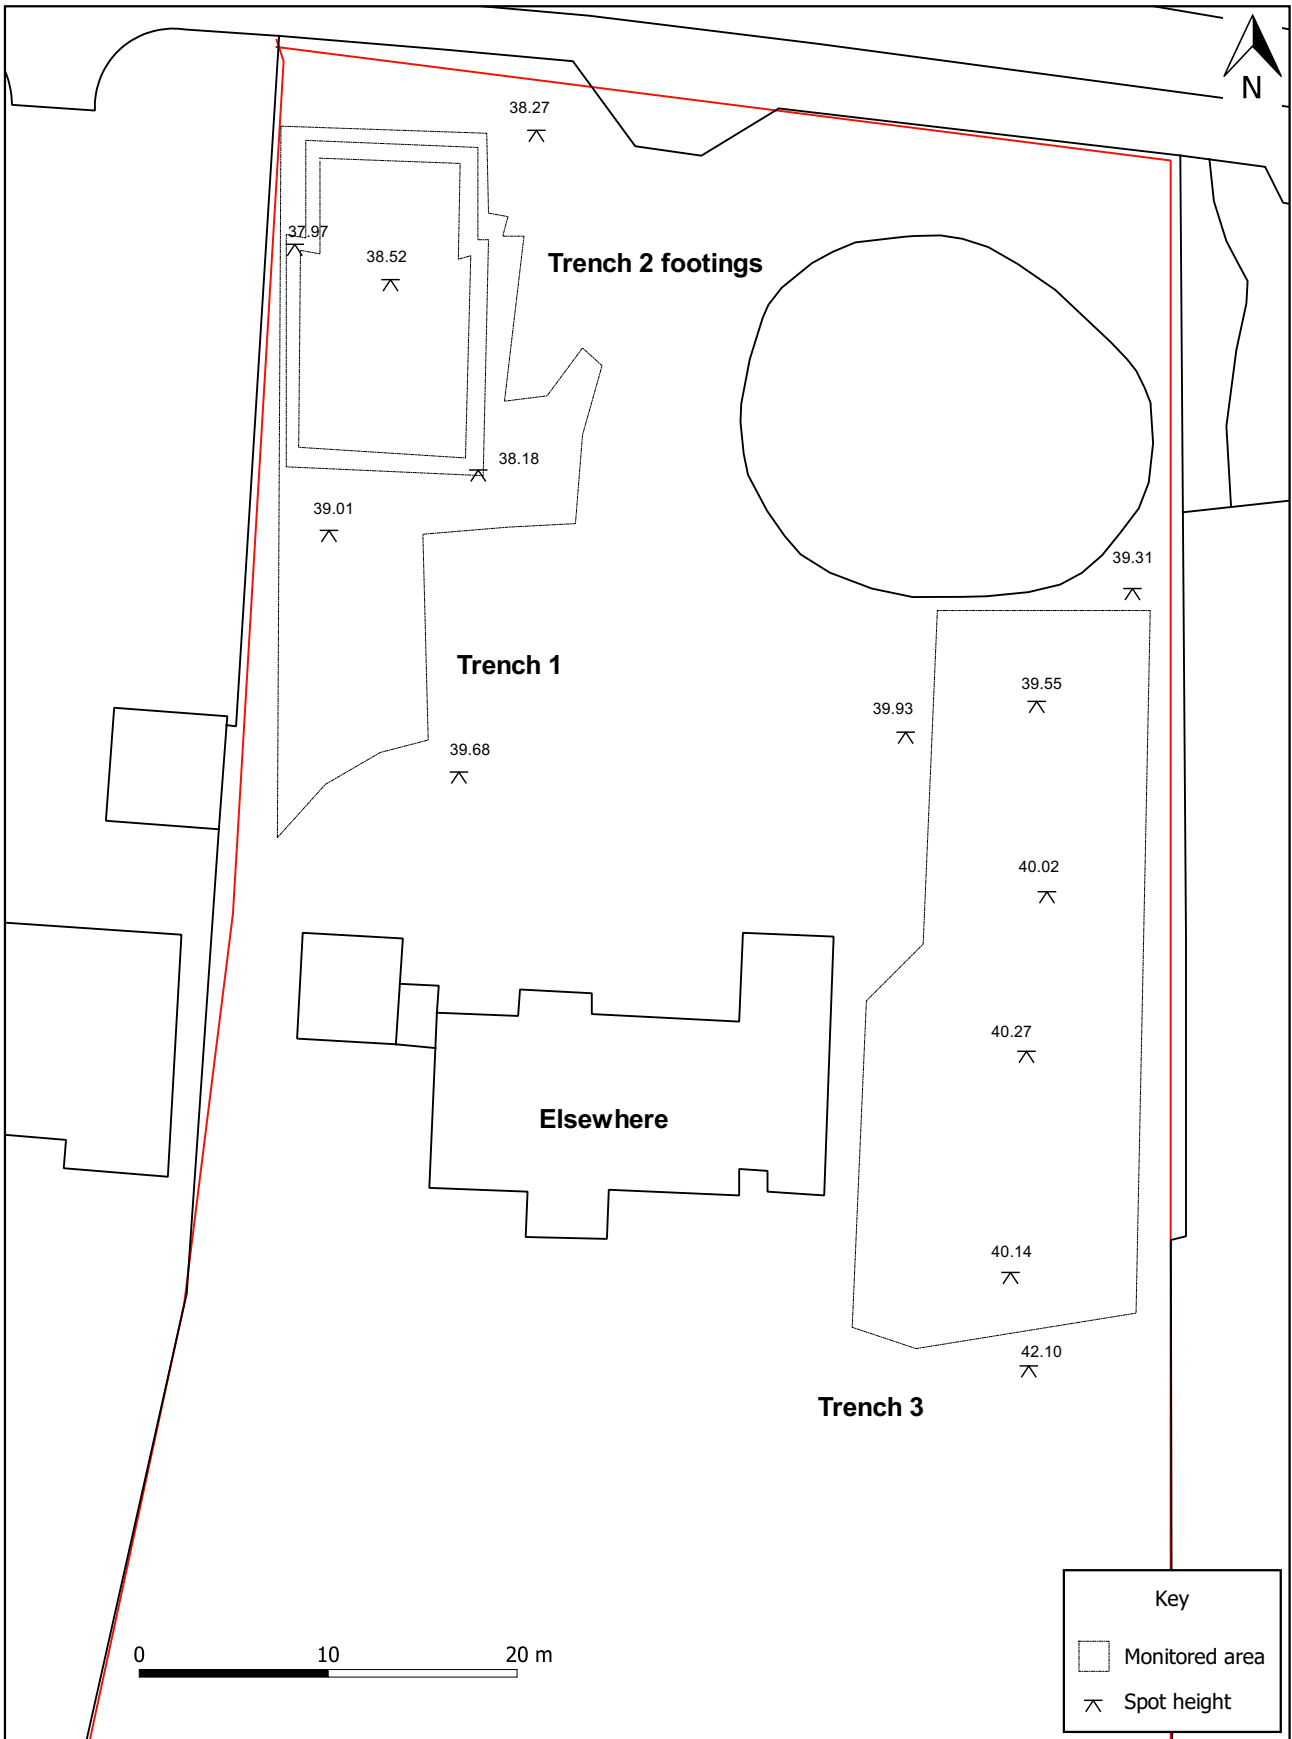 N
38.27
37.97
38.52
Trench 2 footings
38.18
39.01
39.31
Trench 1
39.55
39.93
39.68
40.02
40.27
Elsewhere
40.14
42.10
Trench 3
Key
0 10 20 m
Monitored area
Spot height